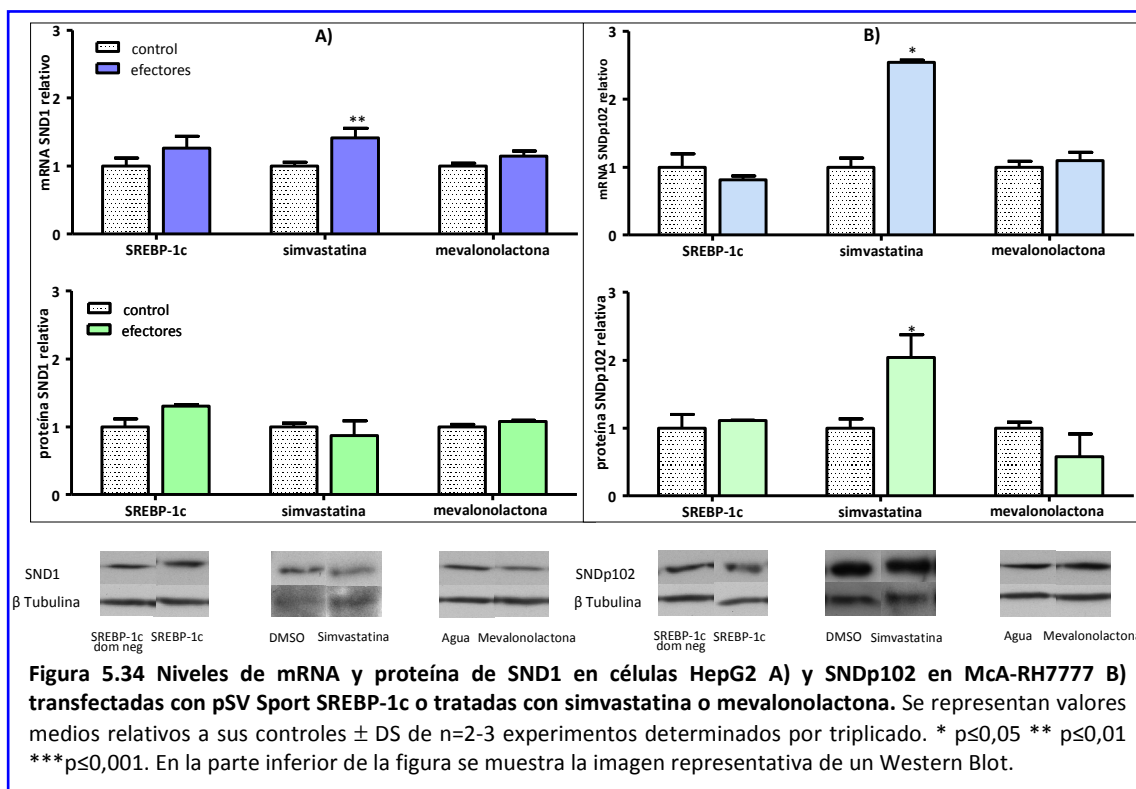 A)
mRNA SND1 relativo
3
2
1
0
control
efectores
**
SREBP-1c simvastatina mevalonolactona
B)
mRNA SNDp102 relativo
3
2
1
0
*
SREBP-1c simvastatina mevalonolactona
proteína SND1 relativa
3
2
1
0
control
efectores
SREBP-1c simvastatina mevalonolactona
proteína SNDp102 relativa
3
2
1
0
*
SREBP-1c simvastatina mevalonolactona
SND1
β Tubulina
SREBP-1c dom neg SREBP-1c DMSO Simvastatina Agua Mevalonolactona
SNDp102
β Tubulina
SREBP-1c dom neg SREBP-1c DMSO Simvastatina Agua Mevalonolactona
Figura 5.34 Niveles de mRNA y proteína de SND1 en células HepG2 A) y SNDp102 en McA-RH7777 B)
transfectadas con pSV Sport SREBP-1c o tratadas con simvastatina o mevalonolactona. Se representan valores
medios relativos a sus controles ± DS de n=2-3 experimentos determinados por triplicado. * p≤0,05 ** p≤0,01
***p≤0,001. En la parte inferior de la figura se muestra la imagen representativa de un Western Blot.